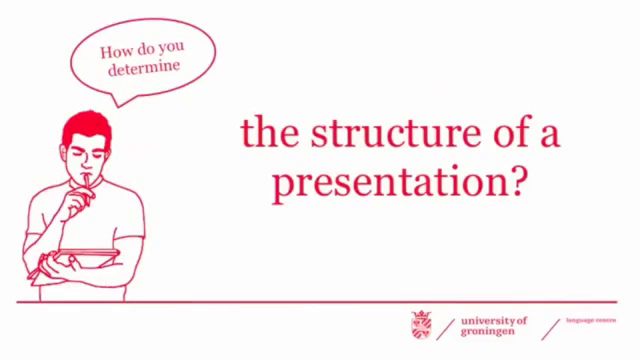 How do you
determine
the structure of a
presentation?
university of
groningen
language centre